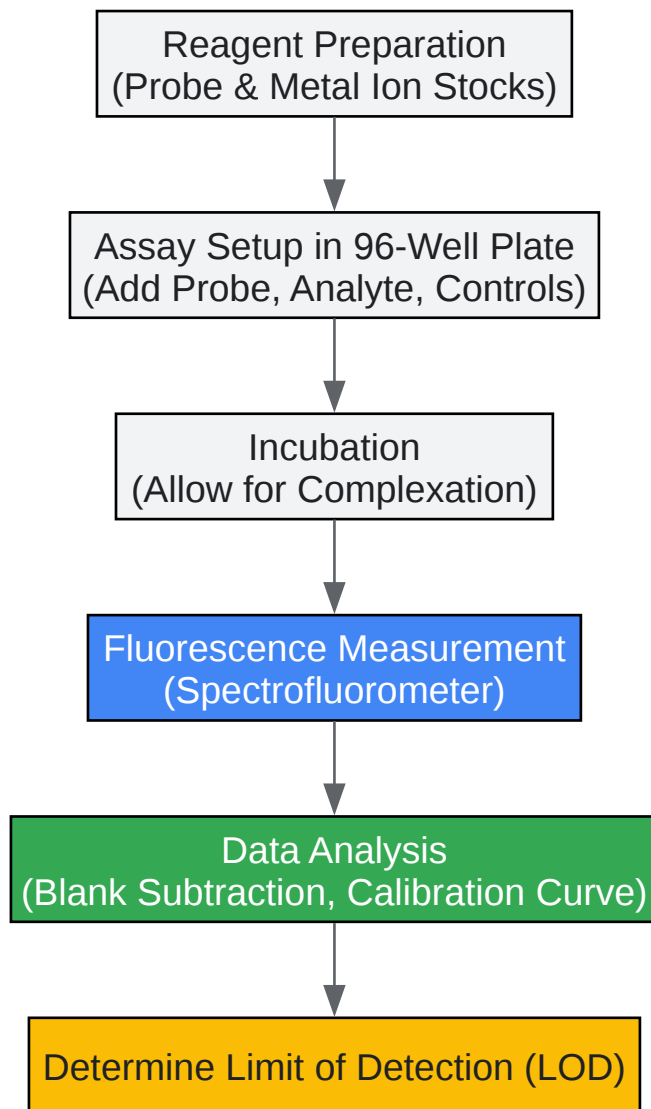 Reagent Preparation
(Probe & Metal Ion Stocks)
Assay Setup in 96-Well Plate
(Add Probe, Analyte, Controls)
Incubation
(Allow for Complexation)
Fluorescence Measurement
(Spectrofluorometer)
Data Analysis
(Blank Subtraction, Calibration Curve)
Determine Limit of Detection (LOD)